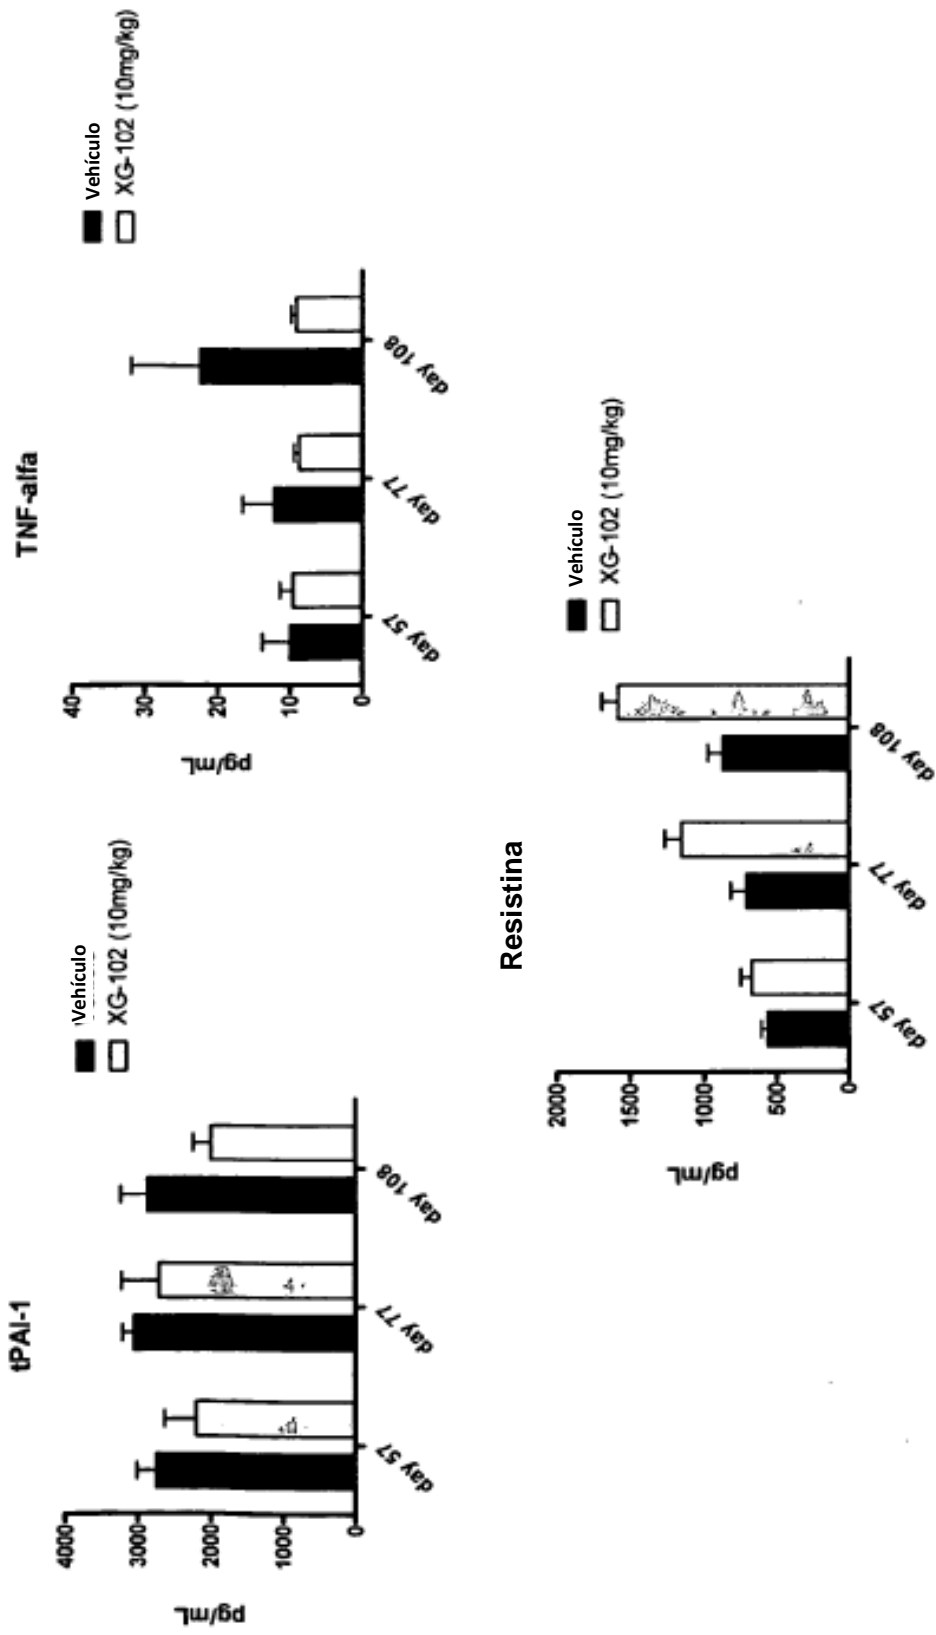 tPAI-1
Vehículo
XG-102 (10mg/kg)
pg/mL
4000
3000
2000
1000
0
day 57
day 77
day 108
TNF-alfa
Vehículo
XG-102 (10mg/kg)
pg/mL
40
30
20
10
0
day 57
day 77
day 108
Resistina
Vehículo
XG-102 (10mg/kg)
pg/mL
2000
1500
1000
500
0
day 57
day 77
day 108